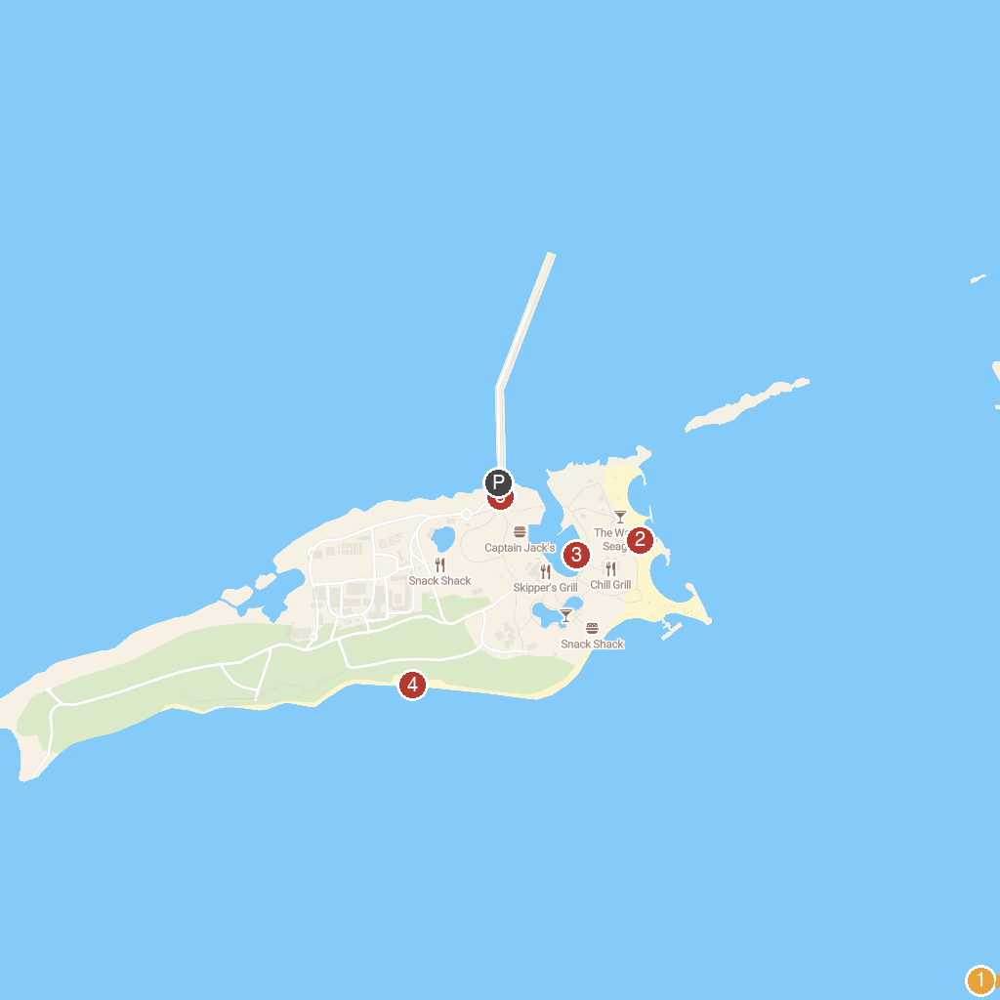 P
The Wa
Seag
2
Captain Jack's
3
Snack Shack
Skipper's Grill
Chill Grill
Snack Shack
4
1